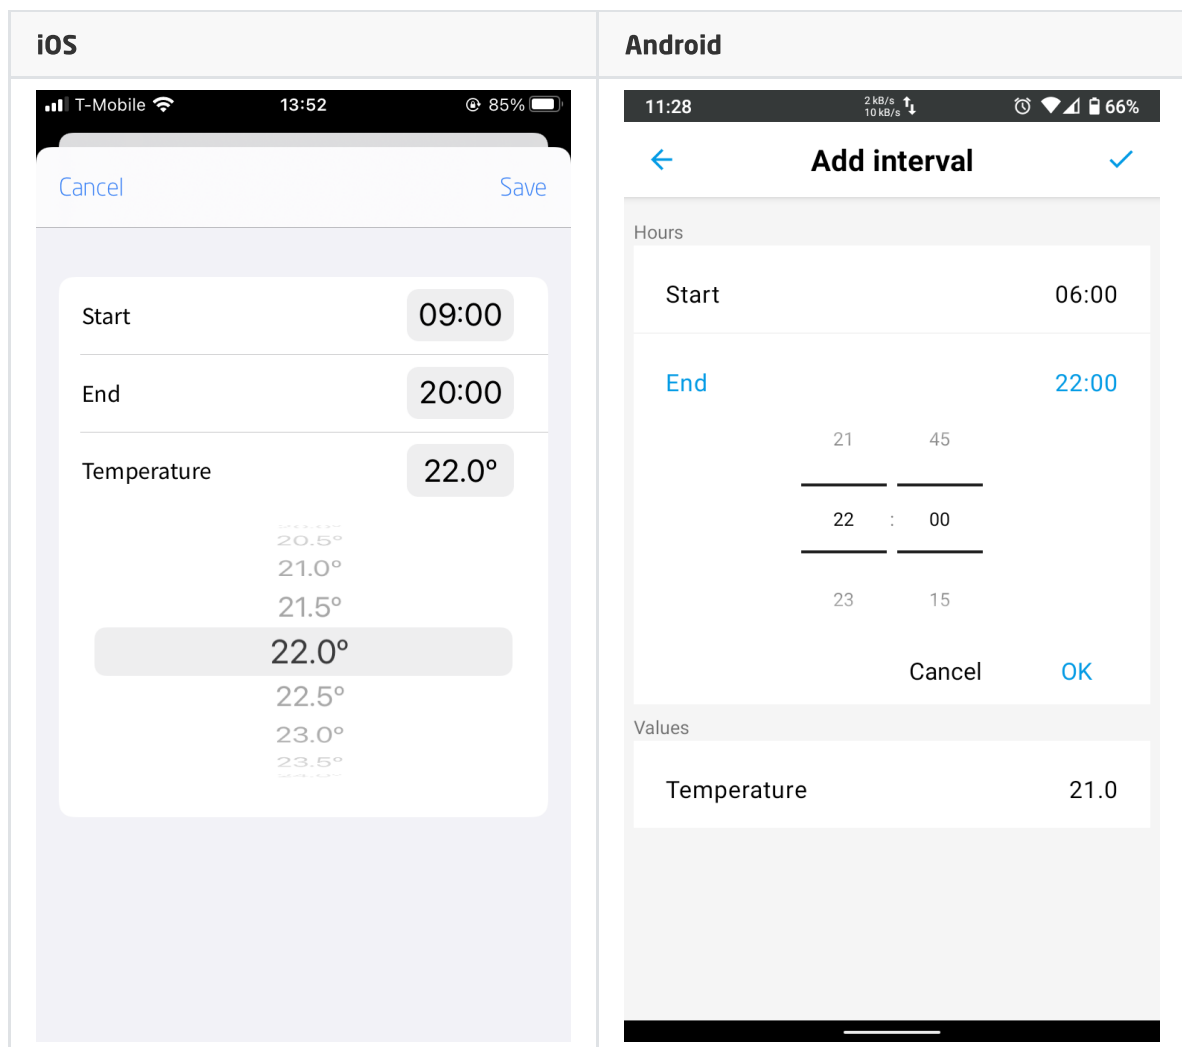 iOS
Android
T-Mobile
13:52
85%
Cancel
Save
Start
09:00
End
20:00
Temperature
22.0°
20.5°
21.0°
21.5°
22.0°
22.5°
23.0°
23.5°
11:28
2 kB/s
10 kB/s
66%
Add interval
Hours
Start
06:00
End
22:00
21
45
22 : 00
23
15
Cancel
OK
Values
Temperature
21.0